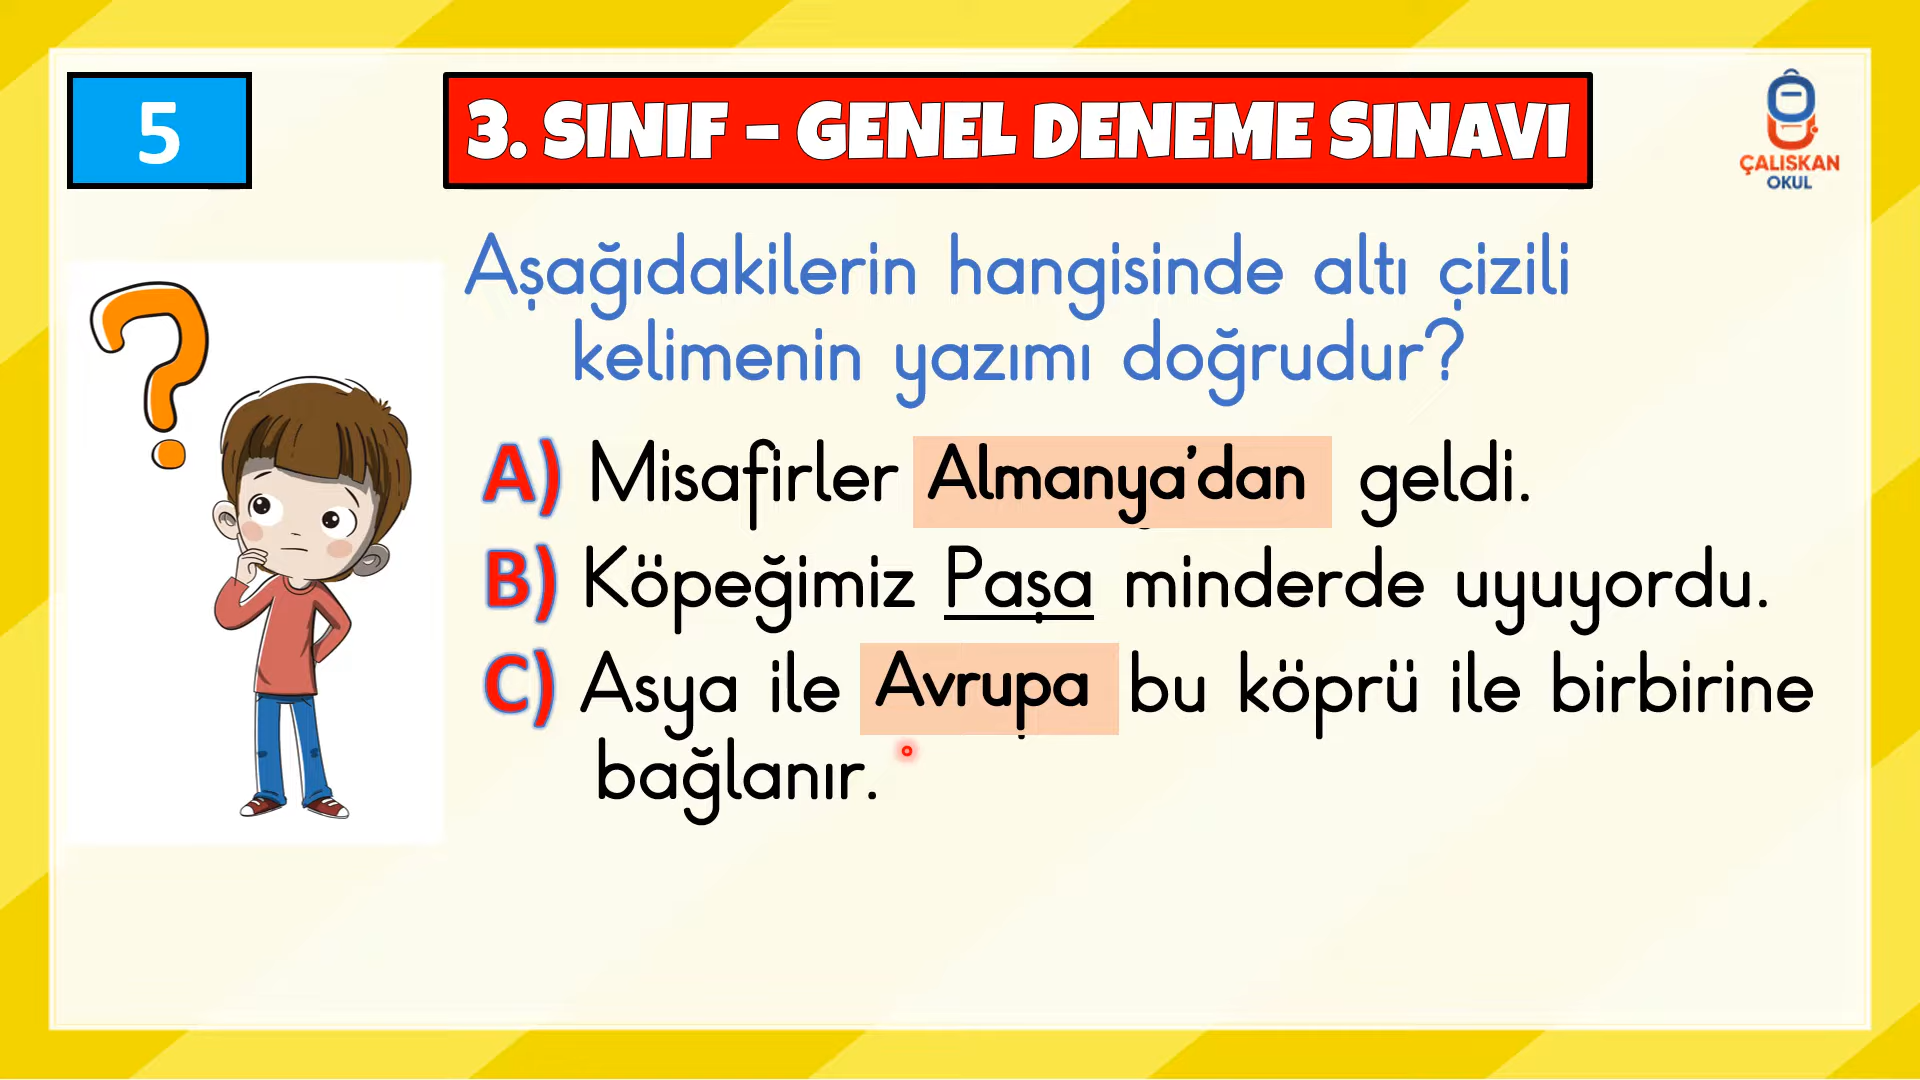 5
3. SINIF – GENEL DENEME SINAVI
ÇALISKAN
OKUL
Aşağıdakilerin hangisinde altı çizili
kelimenin yazımı doğrudur?
A) Misafirler Almanya’dan geldi.
B) Köpeğimiz Paşa minderde uyuyordu.
C) Asya ile Avrupa bu köprü ile birbirine
bağlanır.